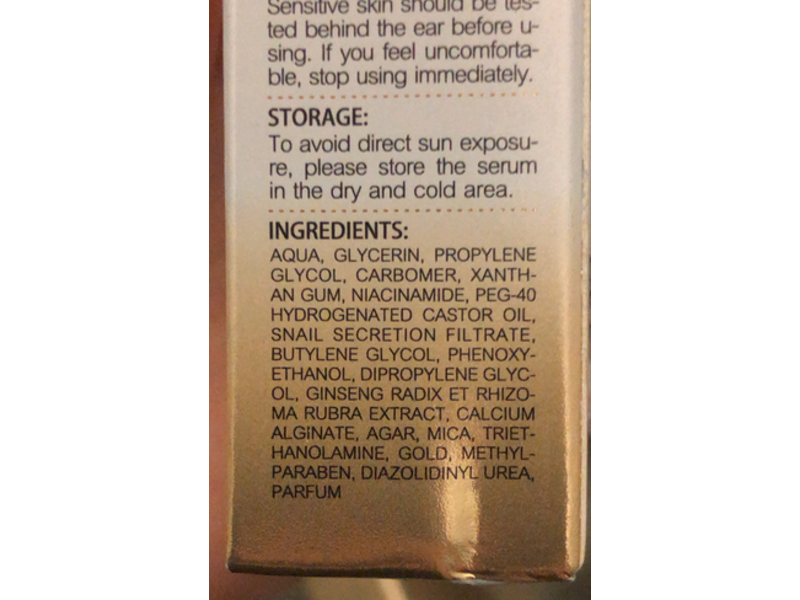 Sensitive skin should be tes-
ted behind the ear before u-
sing. If you feel uncomforta-
ble, stop using immediately.
STORAGE:
To avoid direct sun exposu-
re, please store the serum
in the dry and cold area.
INGREDIENTS:
AQUA, GLYCERIN, PROPYLENE
GLYCOL, CARBOMER, XANTH-
AN GUM, NIACINAMIDE, PEG-40
HYDROGENATED CASTOR OIL,
SNAIL SECRETION FILTRATE,
BUTYLENE GLYCOL, PHENOXY-
ETHANOL, DIPROPYLENE GLYC-
OL, GINSENG RADIX ET RHIZO-
MA RUBRA EXTRACT, CALCIUM
ALGINATE, AGAR, MICA, TRIET-
HANOLAMINE, GOLD, METHYL-
PARABEN, DIAZOLIDINYL UREA,
PARFUM